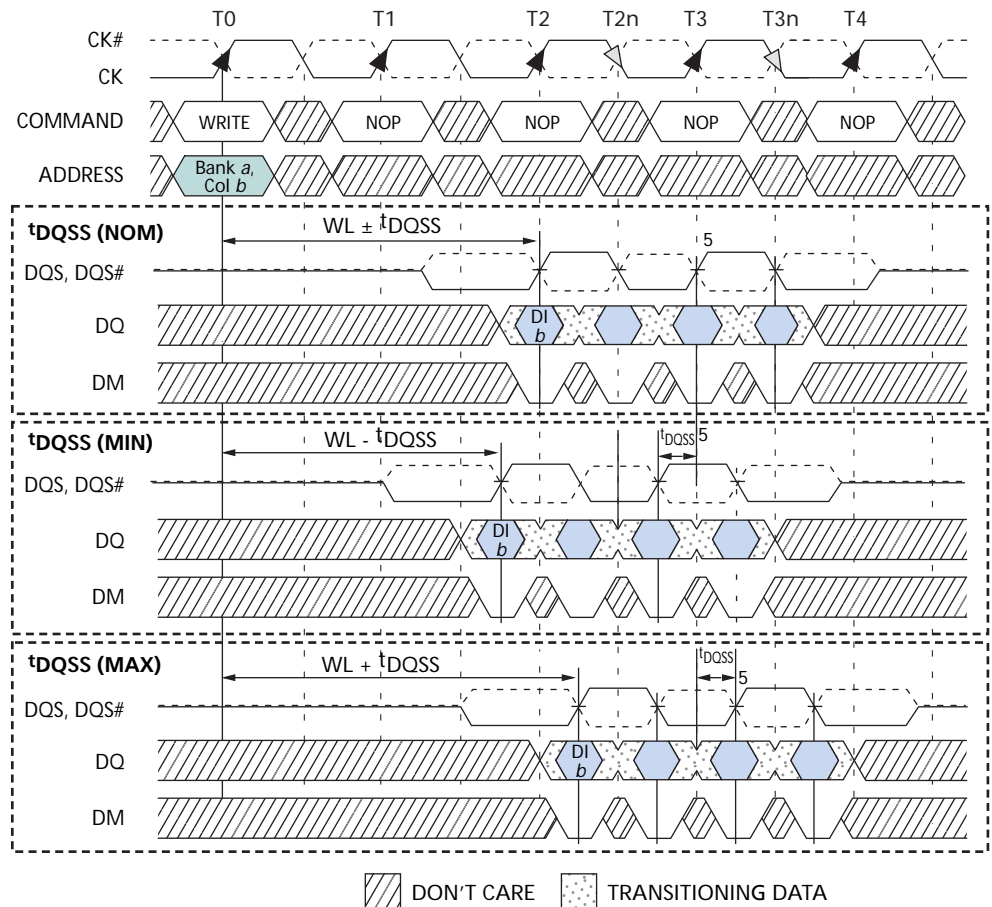 T0 T1 T2 T2n T3 T3n T4
CK#
CK
COMMAND WRITE NOP NOP NOP NOP
ADDRESS Bank a,
Col b
tDQSS (NOM) WL ± tDQSS
5
DQS, DQS#
DQ DI
b
DM
tDQSS (MIN) WL - tDQSS tDQSS 5
DQS, DQS#
DQ DI
b
DM
tDQSS (MAX) WL + tDQSS tDQSS
5
DQS, DQS#
DQ DI
b
DM
DON'T CARE TRANSITIONING DATA